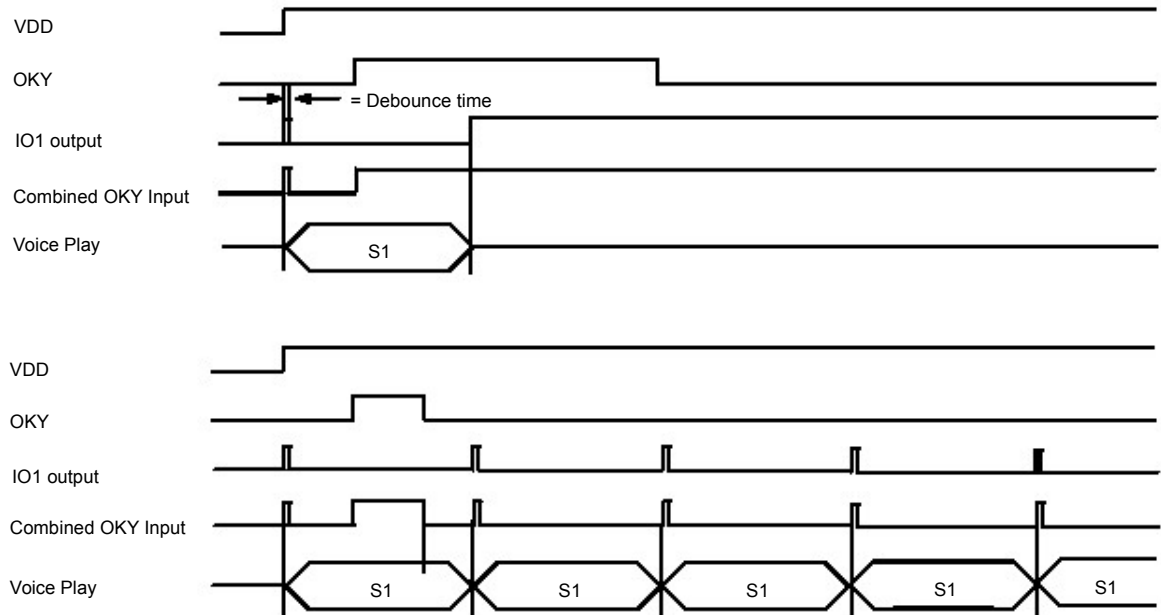 VDD
OKY
= Debounce time
IO1 output
Combined OKY Input
Voice Play
S1
VDD
OKY
IO1 output
Combined OKY Input
Voice Play
S1 S1 S1 S1 S1